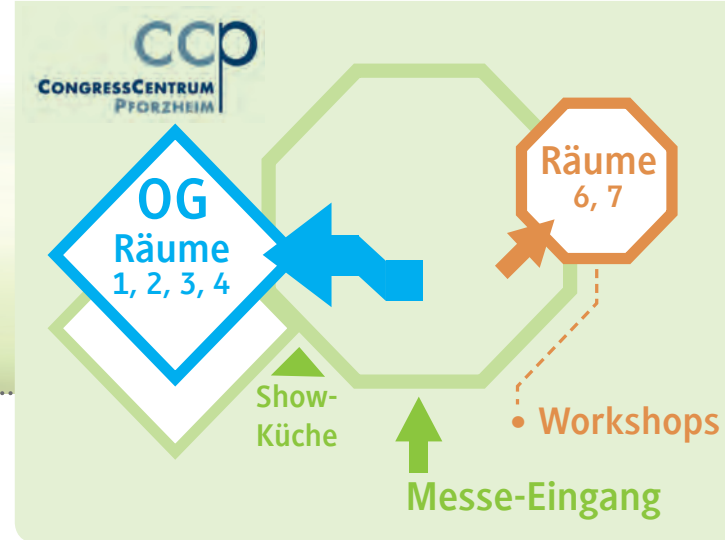 ccp
CONGRESSCENTRUM
PFORZHEIM
OG
Räume
1, 2, 3, 4
Räume
6, 7
Show-
Küche
• Workshops
Messe-Eingang